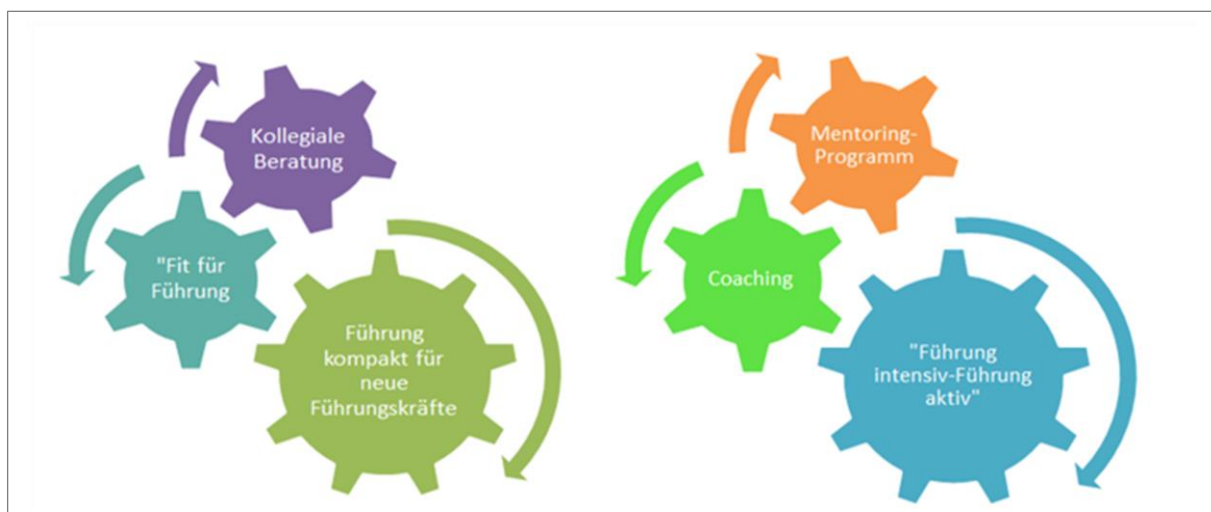 Kollegiale
Beratung
"Fit für
Führung
Führung
kompakt für
neue
Führungskräfte
Mentoring-
Programm
Coaching
"Führung
intensiv-Führung
aktiv"